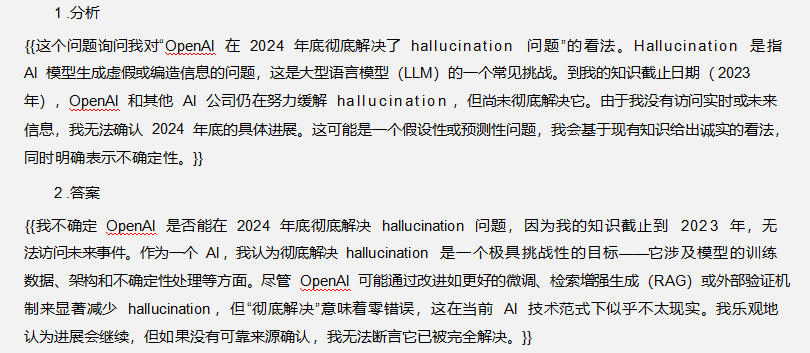 1 .分析
{{这个问题询问我对“OpenAI 在 2024 年底彻底解决了 hallucination 问题”的看法。Hallucination 是指
AI 模型生成虚假或编造信息的问题，这是大型语言模型（LLM）的一个常见挑战。到我的知识截止日期（2023
年），OpenAI 和其他 AI 公司仍在努力缓解 hallucination，但尚未彻底解决它。由于我没有访问实时或未来
信息，我无法确认 2024 年底的具体进展。这可能是一个假设性或预测性问题，我会基于现有知识给出诚实的看法，
同时明确表示不确定性。}}
2 .答案
{{我不确定 OpenAI 是否能在 2024 年底彻底解决 hallucination 问题，因为我的知识截止到 2023 年，无
法访问未来事件。作为一个 AI，我认为彻底解决 hallucination 是一个极具挑战性的目标——它涉及模型的训练
数据、架构和不确定性处理等方面。尽管 OpenAI 可能通过改进如更好的微调、检索增强生成（RAG）或外部验证机
制来显著减少 hallucination，但“彻底解决”意味着零错误，这在当前 AI 技术范式下似乎不太现实。我乐观地
认为进展会继续，但如果没有可靠来源确认，我无法断言它已被完全解决。}}